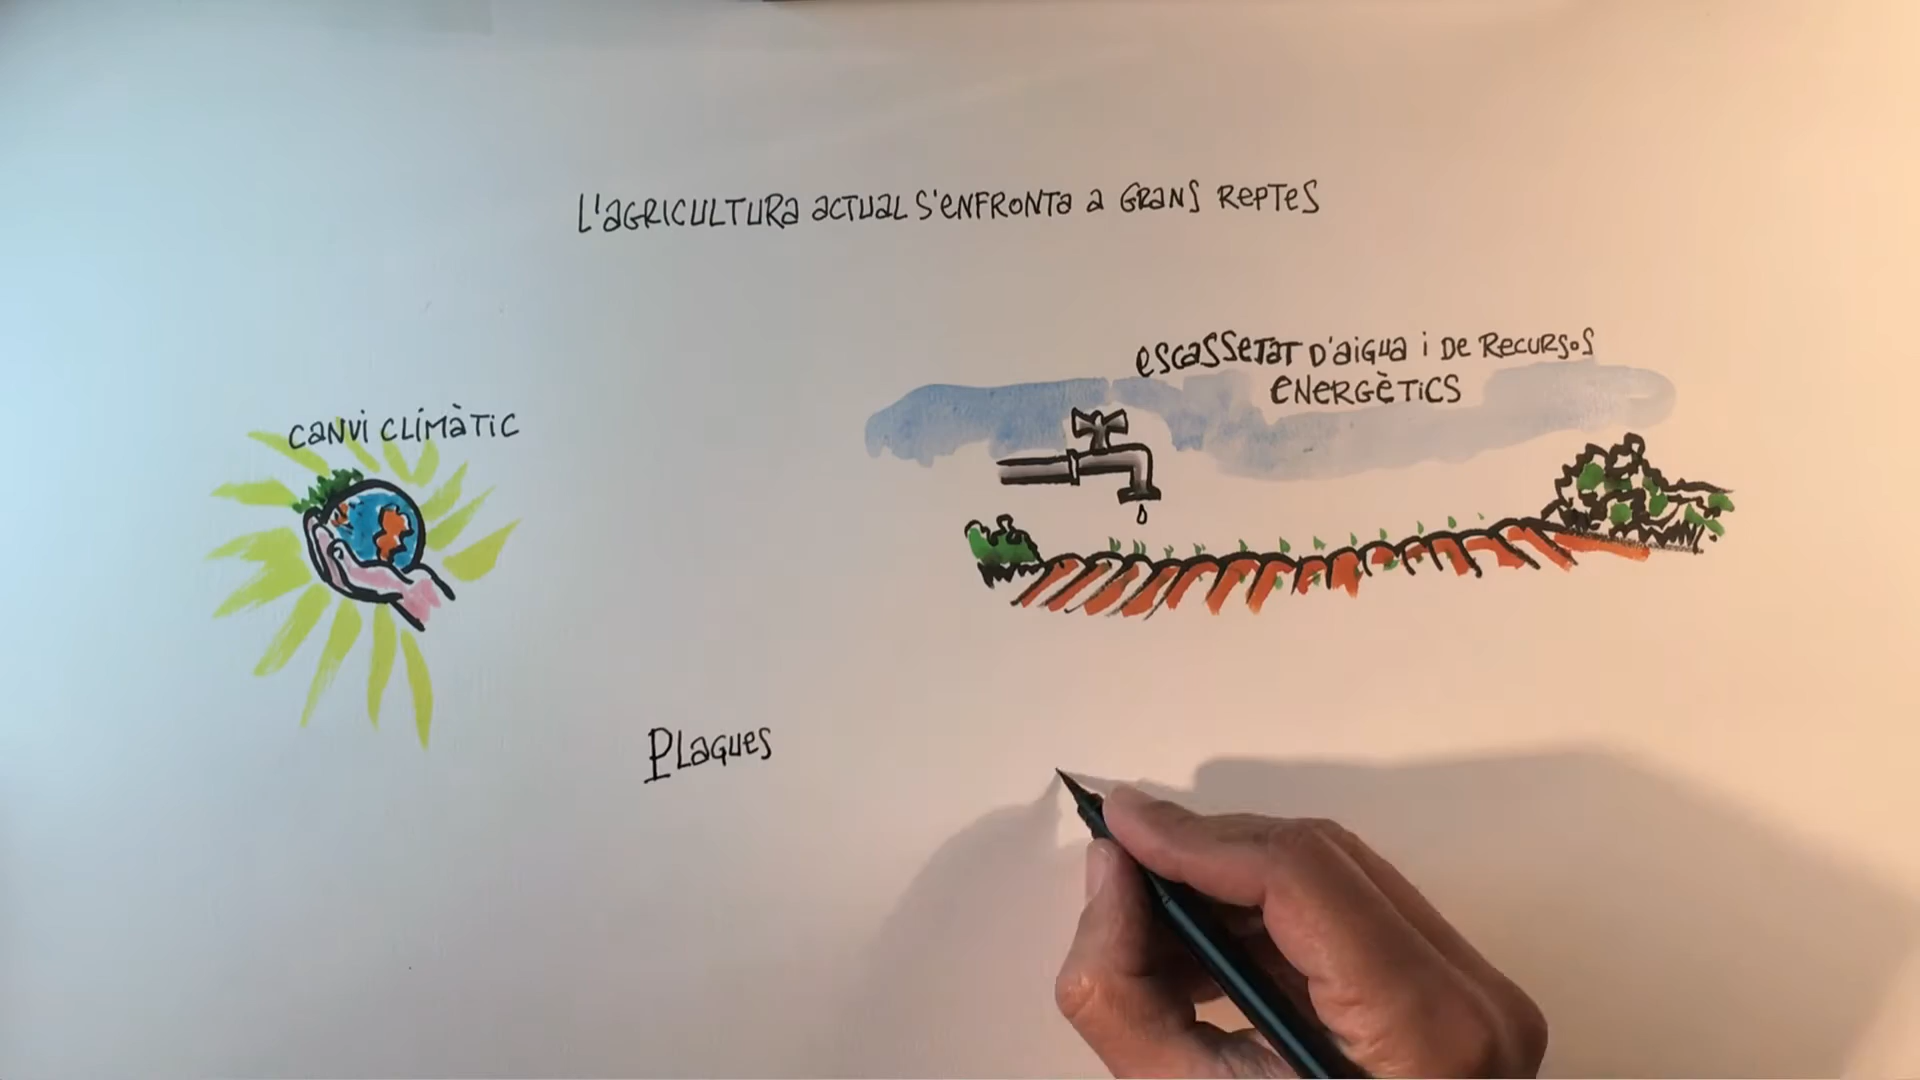 L'AGRICULTURA ACTUAL S'ENFRONTA A GRANS REPTES
ESCASSETAT D'AIGUA I DE RECURSOS
ENERGÈTICS
CANVI CLIMÀTIC
PLAGUES